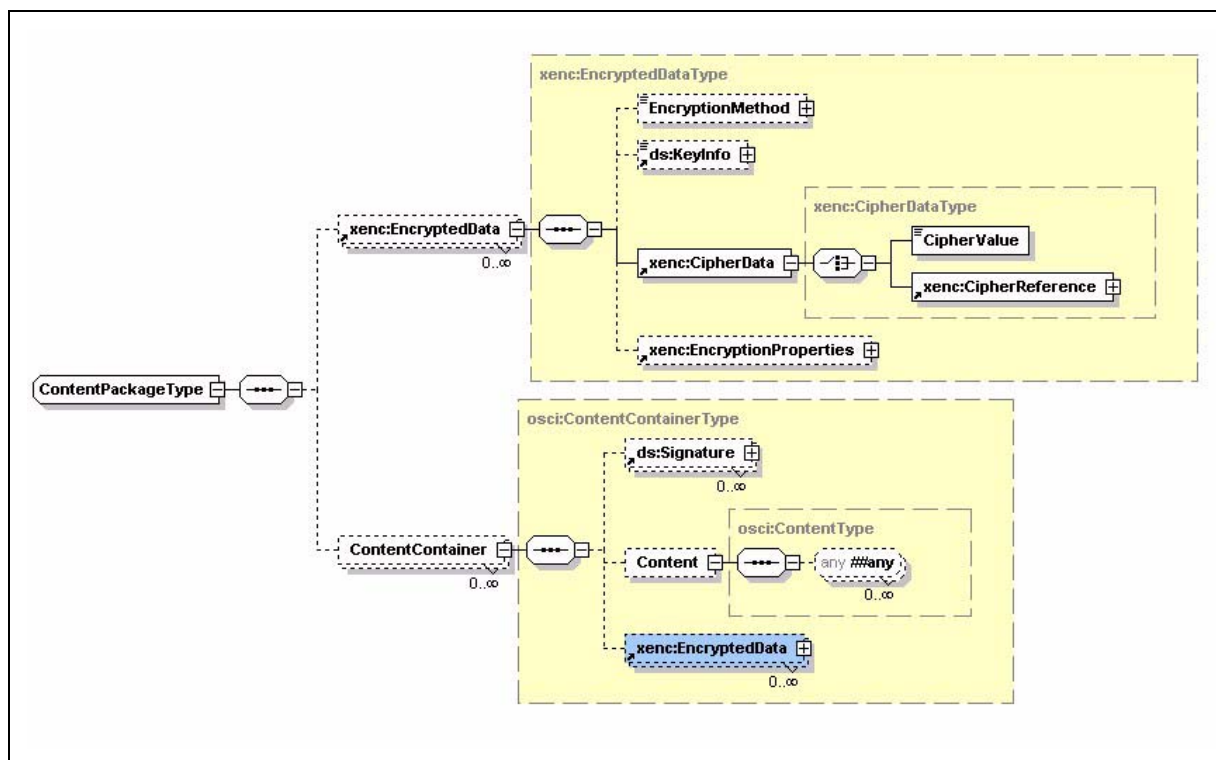 xenc:EncryptedDataType
EncryptionMethod
ds:KeyInfo
xenc:CipherDataType
xenc:EncryptedData
0..∞
xenc:CipherData
CipherValue
xenc:CipherReference
xenc:EncryptionProperties
ContentPackageType
osci:ContentContainerType
ds:Signature
0..∞
osci:ContentType
ContentContainer
0..∞
Content
any ##any
0..∞
xenc:EncryptedData
0..∞